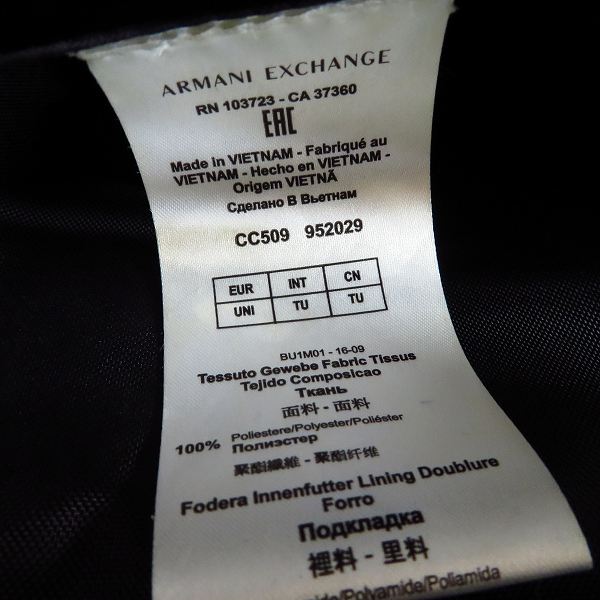 ARMANI EXCHANGE
RN 103723 - CA 37360
EAC
Made in VIETNAM - Fabriqué au
VIETNAM - Hecho en VIETNAM -
Origem VIETNÃ
Сделано В Вьетнам
CC509 952029
EUR INT CN
UNI TU TU
BU1M01 - 16-09
Tessuto Gewebe Fabric Tissus
Tejido Composicao
Ткань
面料 - 面料
100% Poliestere/Polyester/Poliéster
Полиэстер
聚酯纖維 - 聚酯纤维
Fodera Innenfutter Lining Doublure
Forro
Подкладка
裡料 - 里料
/Polyamide/Poliamida